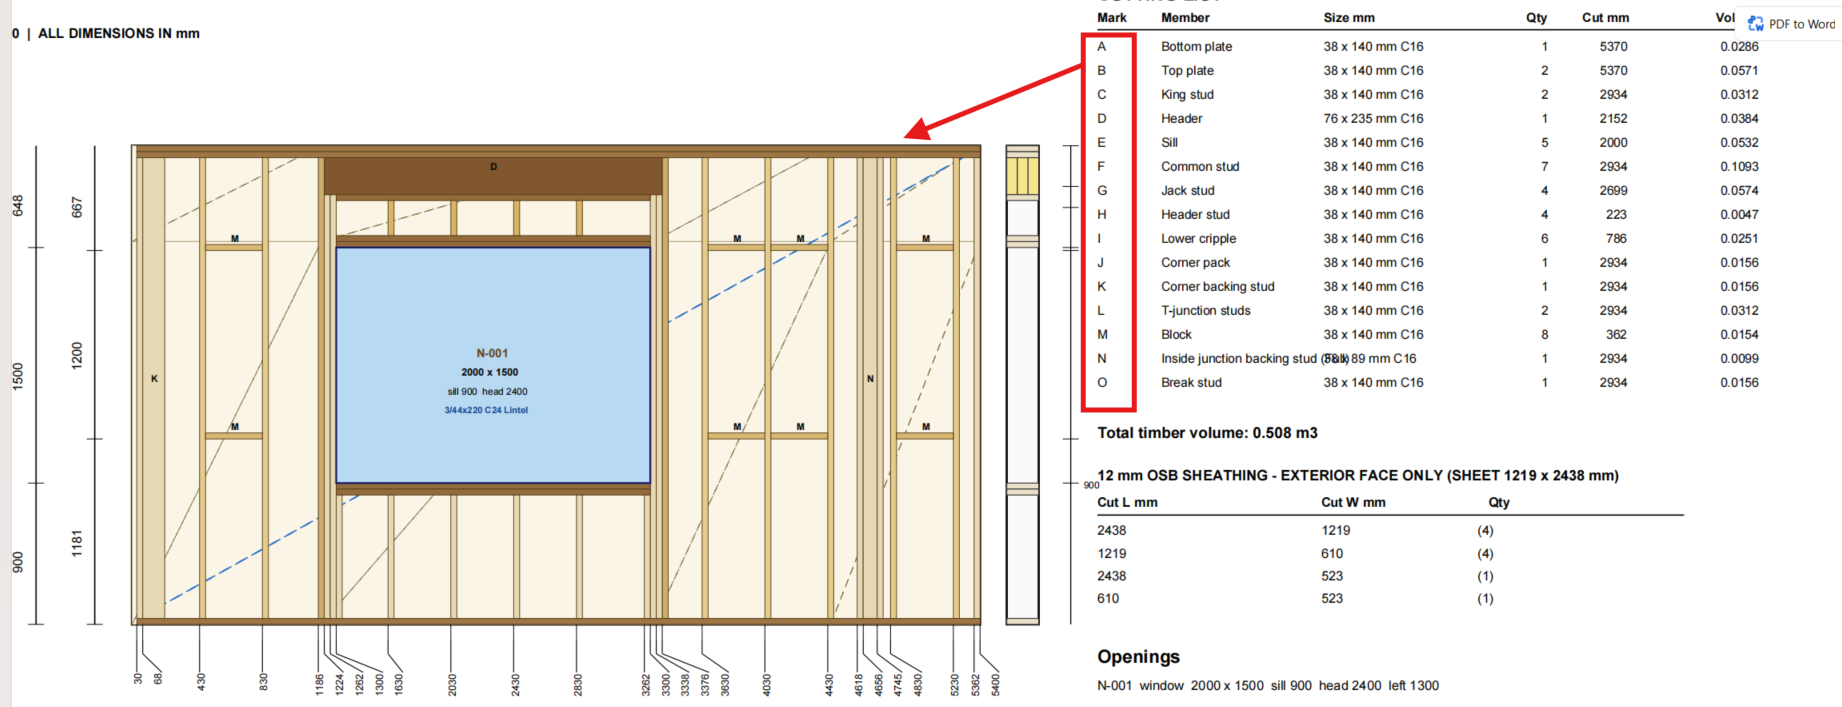 0 | ALL DIMENSIONS IN mm
Mark Member Size mm Qty Cut mm Vol
PDF to Word
A Bottom plate 38 x 140 mm C16 1 5370 0.0286
B Top plate 38 x 140 mm C16 2 5370 0.0571
C King stud 38 x 140 mm C16 2 2934 0.0312
D Header 76 x 235 mm C16 1 2152 0.0384
E Sill 38 x 140 mm C16 5 2000 0.0532
F Common stud 38 x 140 mm C16 7 2934 0.1093
G Jack stud 38 x 140 mm C16 4 2699 0.0574
H Header stud 38 x 140 mm C16 4 223 0.0047
I Lower cripple 38 x 140 mm C16 6 786 0.0251
J Corner pack 38 x 140 mm C16 1 2934 0.0156
K Corner backing stud 38 x 140 mm C16 1 2934 0.0156
L T-junction studs 38 x 140 mm C16 2 2934 0.0312
M Block 38 x 140 mm C16 8 362 0.0154
N Inside junction backing stud 89 mm C16 1 2934 0.0099
O Break stud 38 x 140 mm C16 1 2934 0.0156
Total timber volume: 0.508 m3
12 mm OSB SHEATHING - EXTERIOR FACE ONLY (SHEET 1219 x 2438 mm)
Cut L mm Cut W mm Qty
2438 1219 (4)
1219 610 (4)
2438 523 (1)
610 523 (1)
Openings
N-001 window 2000 x 1500 sill 900 head 2400 left 1300
648
1500
900
667
1200
1181
D
M
M
M
M
K
N-001
2000 x 1500
sill 900 head 2400
3/44x220 C24 Lintel
N
M
M
M
M
900
30
68
430
830
1186
1224
1262
1300
1630
2030
2430
2830
3262
3300
3338
3376
3630
4030
4430
4618
4656
4745
4830
5230
5362
5400